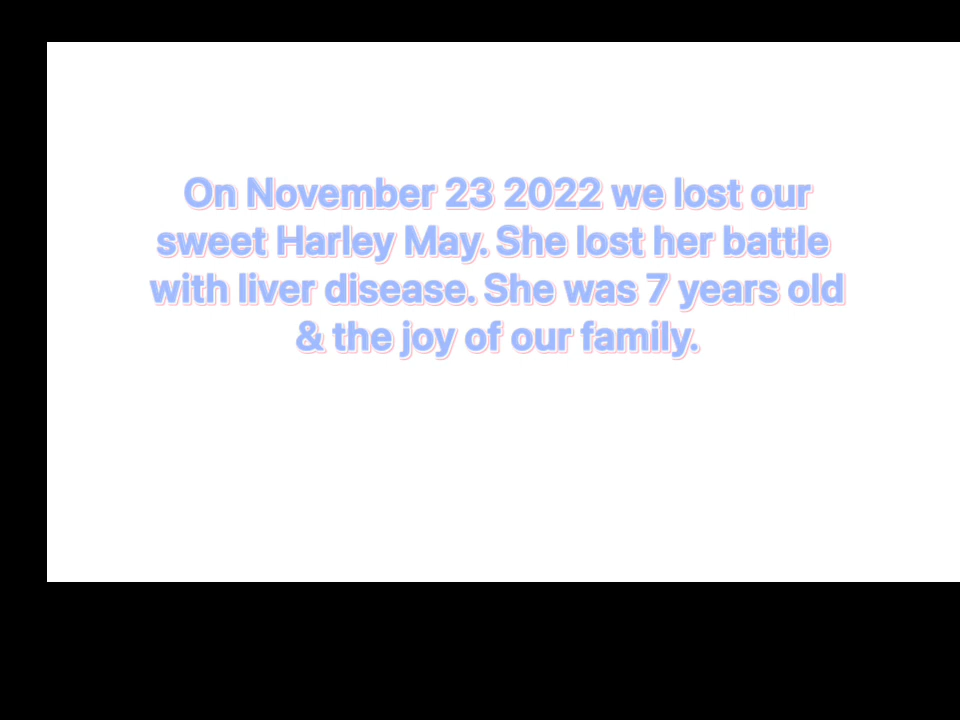 On November 23 2022 we lost our
sweet Harley May. She lost her battle
with liver disease. She was 7 years old
& the joy of our family.